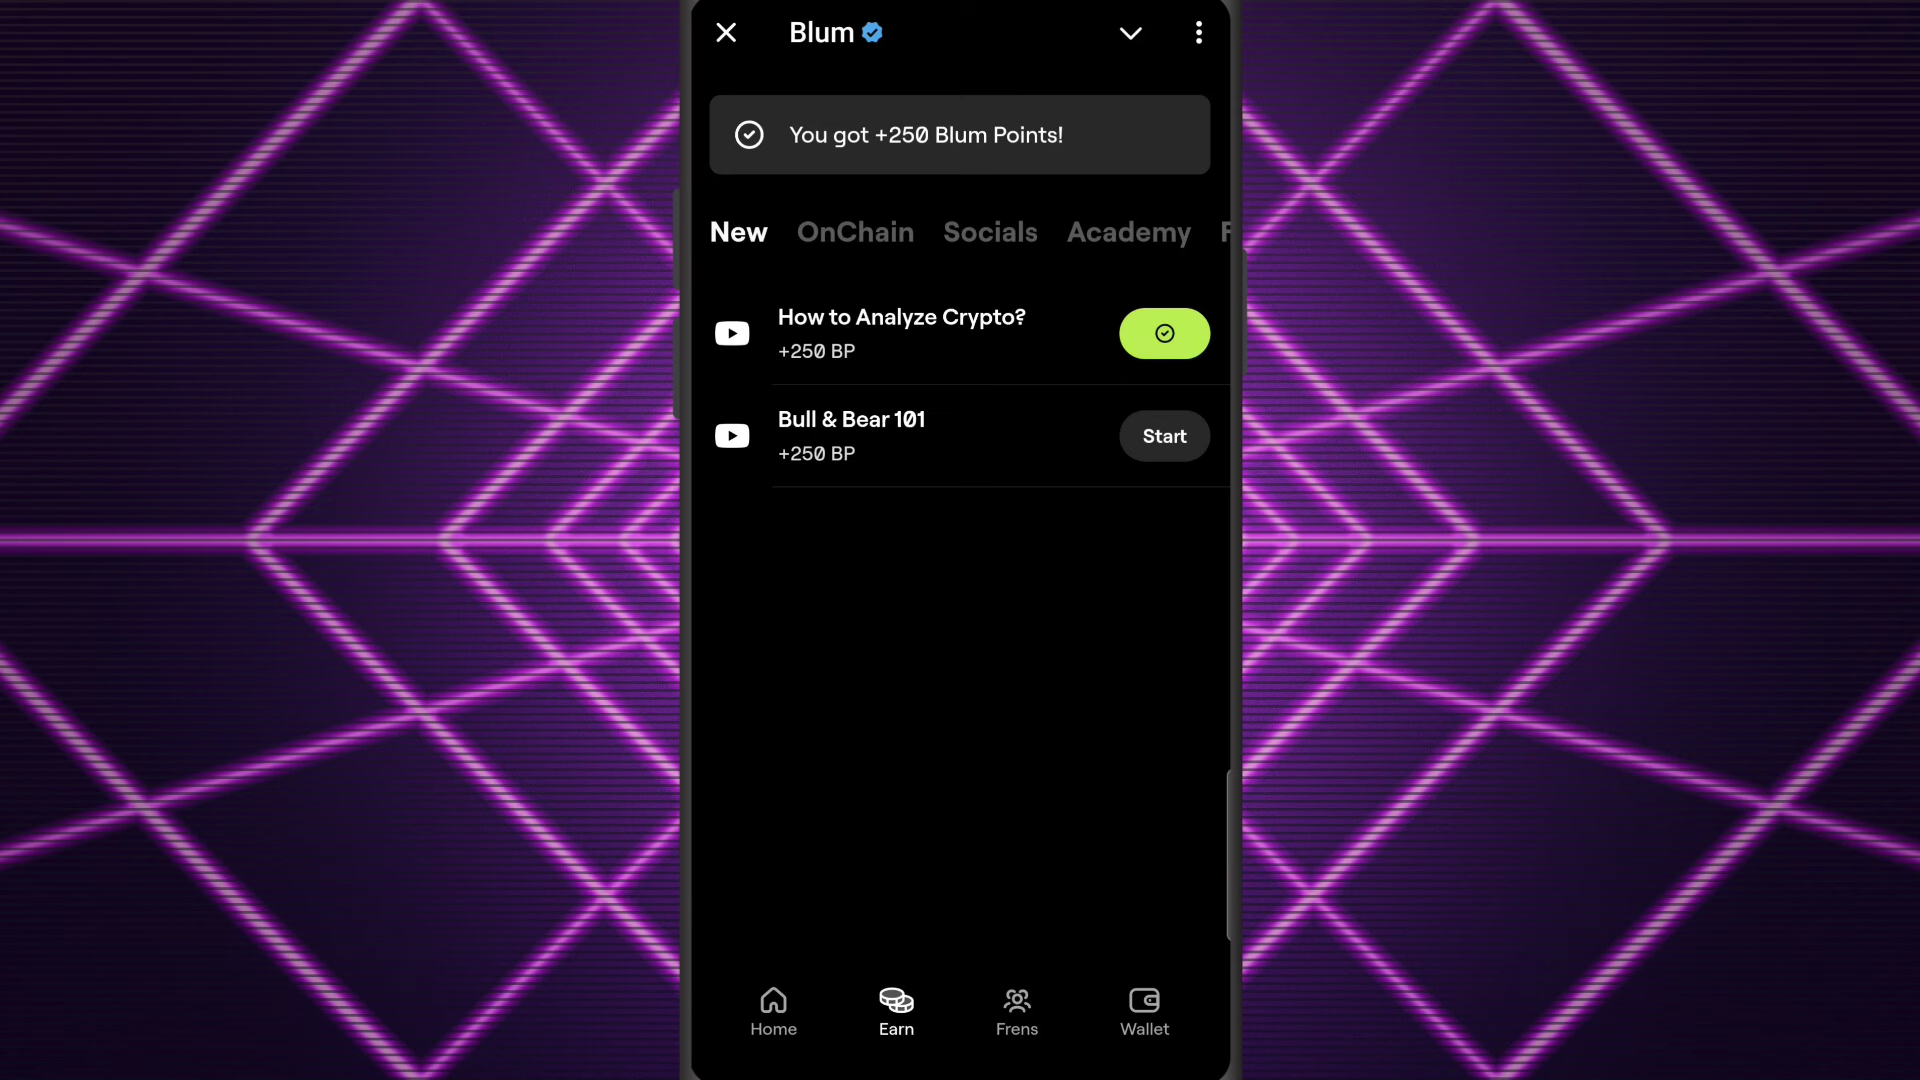 Blum
You got +250 Blum Points!
New OnChain Socials Academy F
How to Analyze Crypto?
+250 BP
Bull & Bear 101
+250 BP
Start
Home Earn Frens Wallet